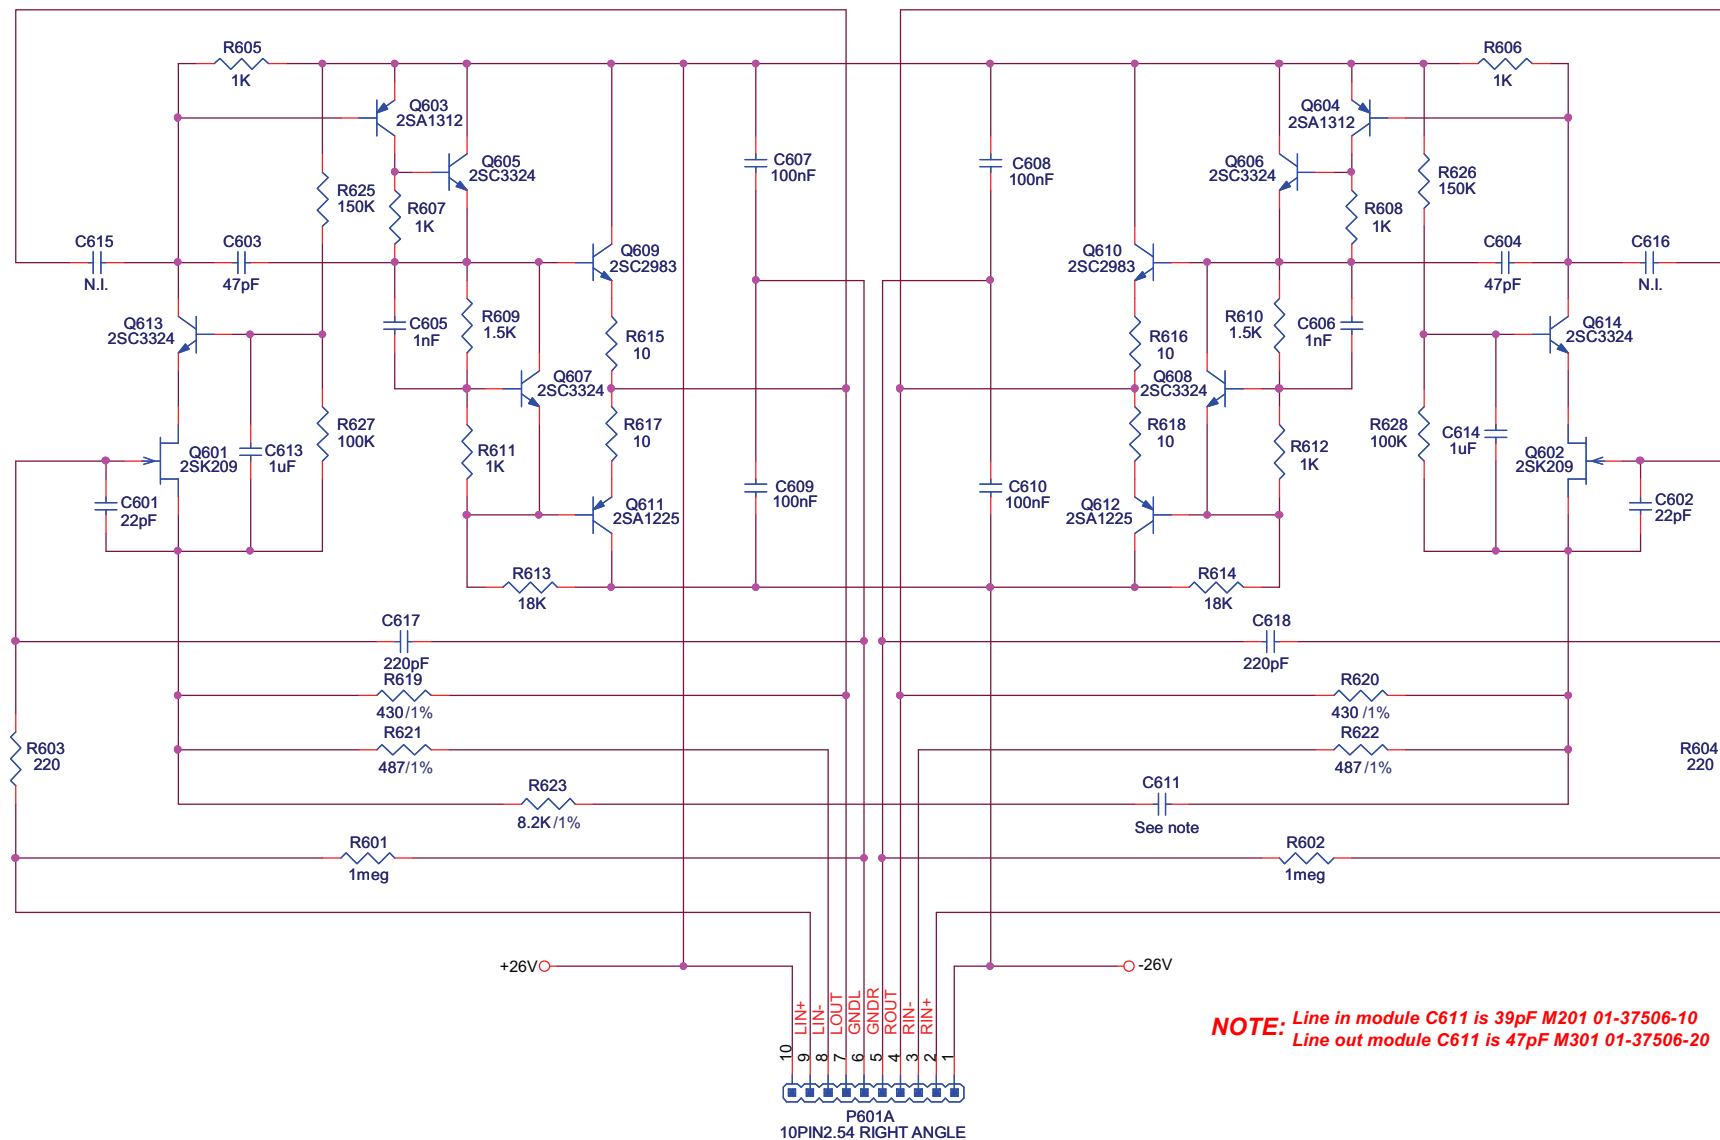 R605
1K
R606
1K
Q603
2SA1312
Q604
2SA1312
Q605
2SC3324
C607
100nF
C608
100nF
Q606
2SC3324
R625
150K
R607
1K
R608
1K
R626
150K
C615
N.I.
C603
47pF
Q609
2SC2983
Q610
2SC2983
C604
47pF
C616
N.I.
Q613
2SC3324
C605
1nF
R609
1.5K
R615
10
R616
10
R610
1.5K
C606
1nF
Q614
2SC3324
Q607
2SC3324
Q608
2SC3324
R627
100K
R617
10
R618
10
R628
100K
Q601
2SK209
C613
1uF
R611
1K
R612
1K
C614
1uF
Q602
2SK209
C601
22pF
Q611
2SA1225
C609
100nF
C610
100nF
Q612
2SA1225
C602
22pF
R613
18K
R614
18K
C617
220pF
C618
220pF
R619
430/1%
R620
430/1%
R621
487/1%
R622
487/1%
R603
220
R604
220
R623
8.2K/1%
C611
See note
R601
1meg
R602
1meg
+26V
-26V
LIN+
LIN-
LOUT
GNDL
GNDR
ROUT
RIN-
RIN+
10
9
8
7
6
5
4
3
2
1
NOTE: Line in module C611 is 39pF M201 01-37506-10
Line out module C611 is 47pF M301 01-37506-20
P601A
10PIN2.54 RIGHT ANGLE